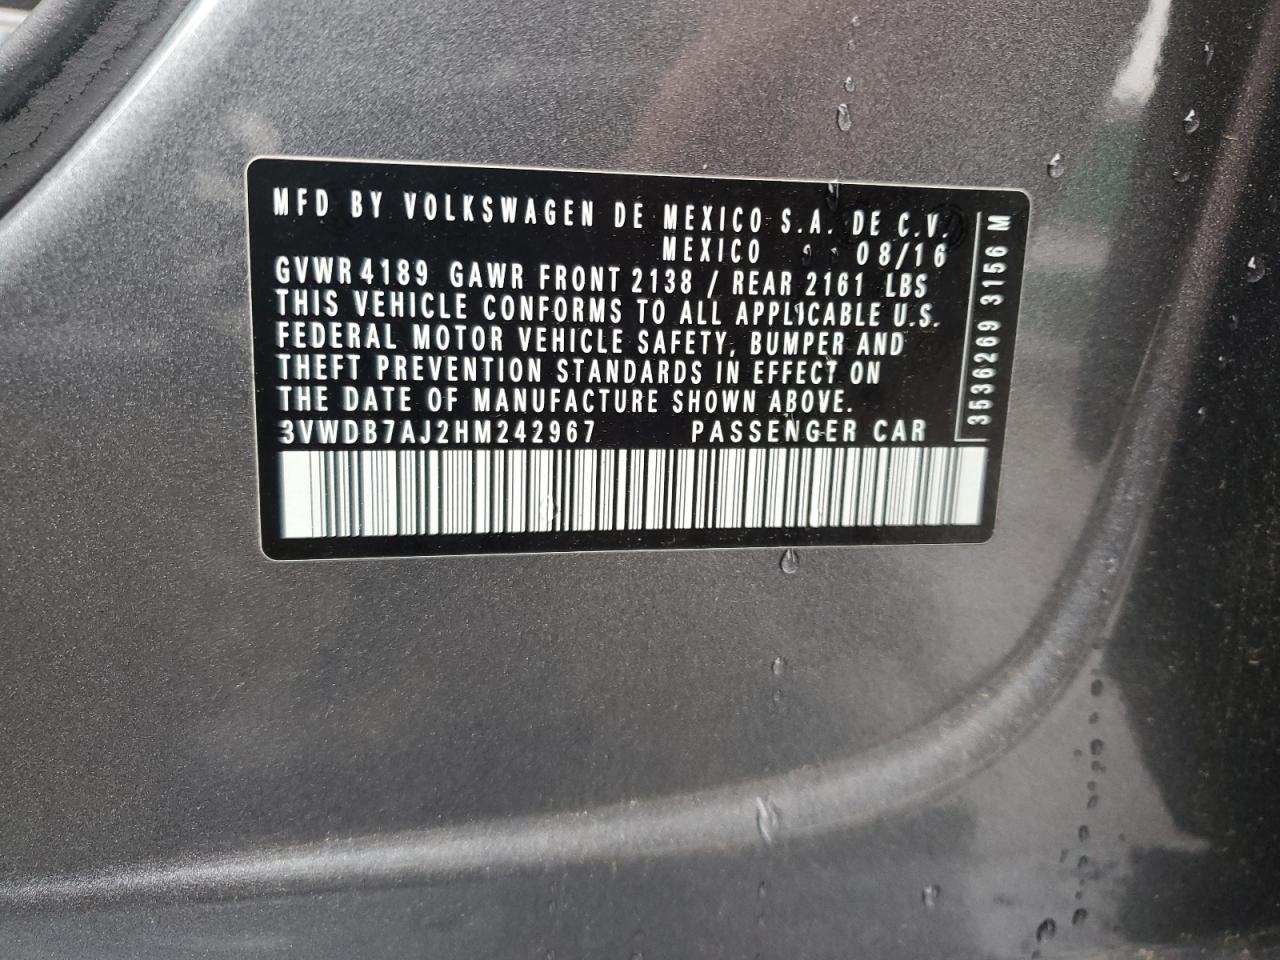 MFD BY VOLKSWAGEN DE MEXICO S.A. DE C.V.
MEXICO 08/16
GVWR 4189 GAWR FRONT 2138 / REAR 2161 LBS
THIS VEHICLE CONFORMS TO ALL APPLICABLE U.S.
FEDERAL MOTOR VEHICLE SAFETY, BUMPER AND
THEFT PREVENTION STANDARDS IN EFFECT ON
THE DATE OF MANUFACTURE SHOWN ABOVE.
3VWDB7AJ2HM242967 PASSENGER CAR
3536269 3156 M